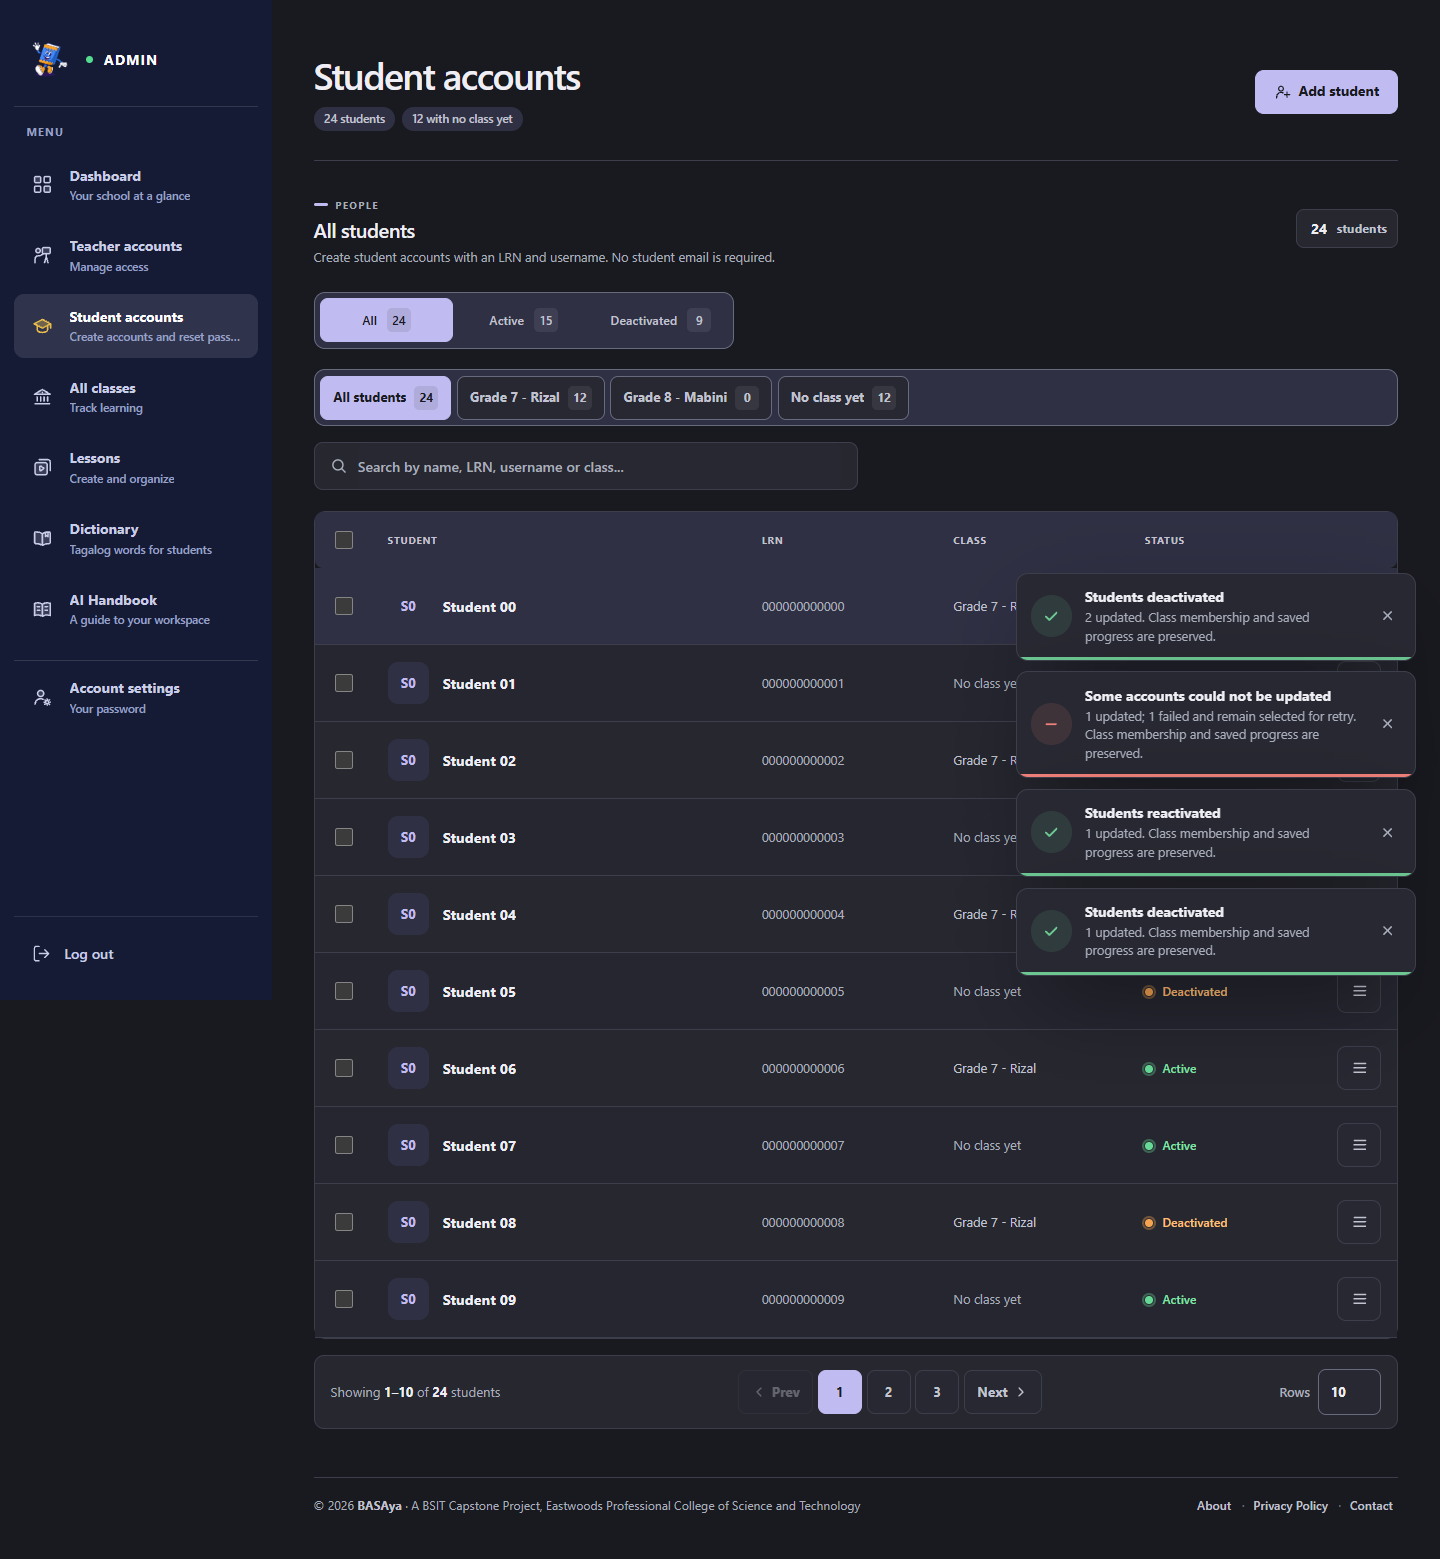 ADMIN
MENU
Dashboard
Your school at a glance
Teacher accounts
Manage access
Student accounts
Create accounts and reset pass...
All classes
Track learning
Lessons
Create and organize
Dictionary
Tagalog words for students
AI Handbook
A guide to your workspace
Account settings
Your password
Log out
Student accounts
24 students
12 with no class yet
Add student
PEOPLE
All students
Create student accounts with an LRN and username. No student email is required.
24 students
All 24
Active 15
Deactivated 9
All students 24
Grade 7 - Rizal 12
Grade 8 - Mabini 0
No class yet 12
Search by name, LRN, username or class...
STUDENT LRN CLASS STATUS
S0 Student 00 000000000000 Grade 7 - R
S0 Student 01 000000000001 No class ye
S0 Student 02 000000000002 Grade 7 - R
S0 Student 03 000000000003 No class ye
S0 Student 04 000000000004 Grade 7 - R
S0 Student 05 000000000005 No class yet Deactivated
S0 Student 06 000000000006 Grade 7 - Rizal Active
S0 Student 07 000000000007 No class yet Active
S0 Student 08 000000000008 Grade 7 - Rizal Deactivated
S0 Student 09 000000000009 No class yet Active
Students deactivated
2 updated. Class membership and saved
progress are preserved.
Some accounts could not be updated
1 updated; 1 failed and remain selected for retry.
Class membership and saved progress are
preserved.
Students reactivated
1 updated. Class membership and saved
progress are preserved.
Students deactivated
1 updated. Class membership and saved
progress are preserved.
Showing 1–10 of 24 students
Prev 1 2 3 Next
Rows 10
© 2026 BASAya · A BSIT Capstone Project, Eastwoods Professional College of Science and Technology
About · Privacy Policy · Contact